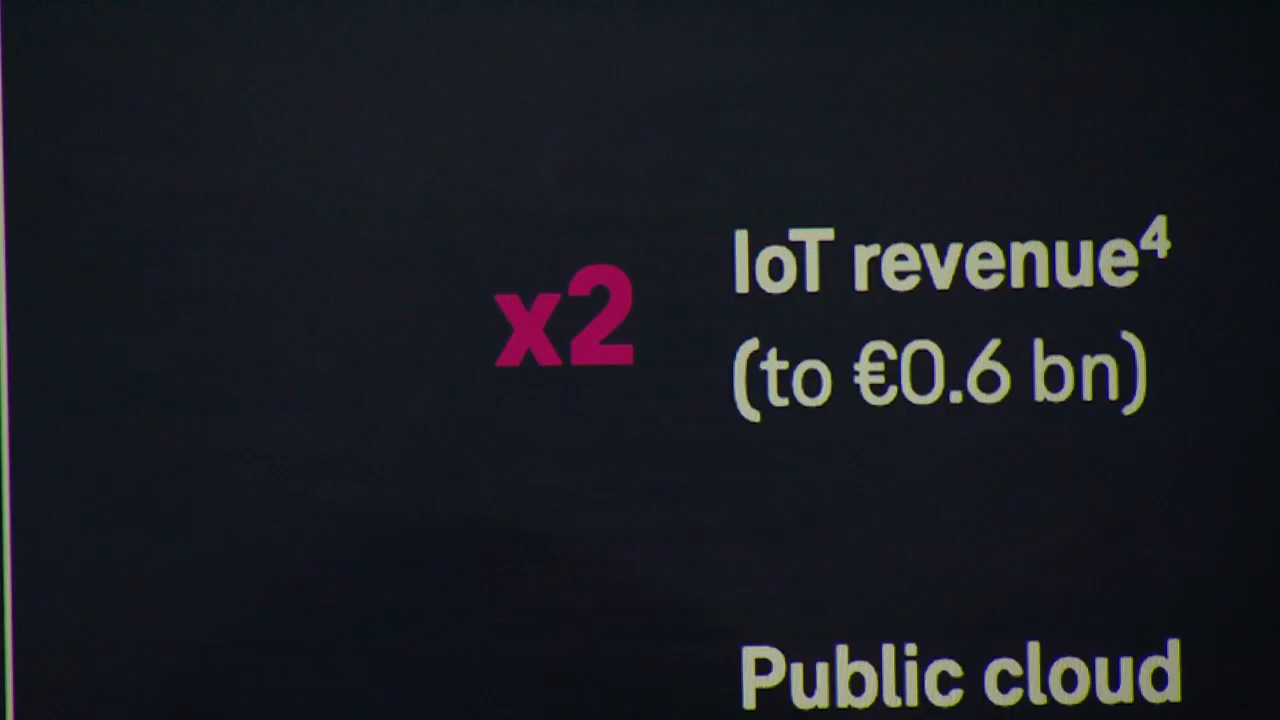 x2
IoT revenue⁴
(to €0.6 bn)
Public cloud